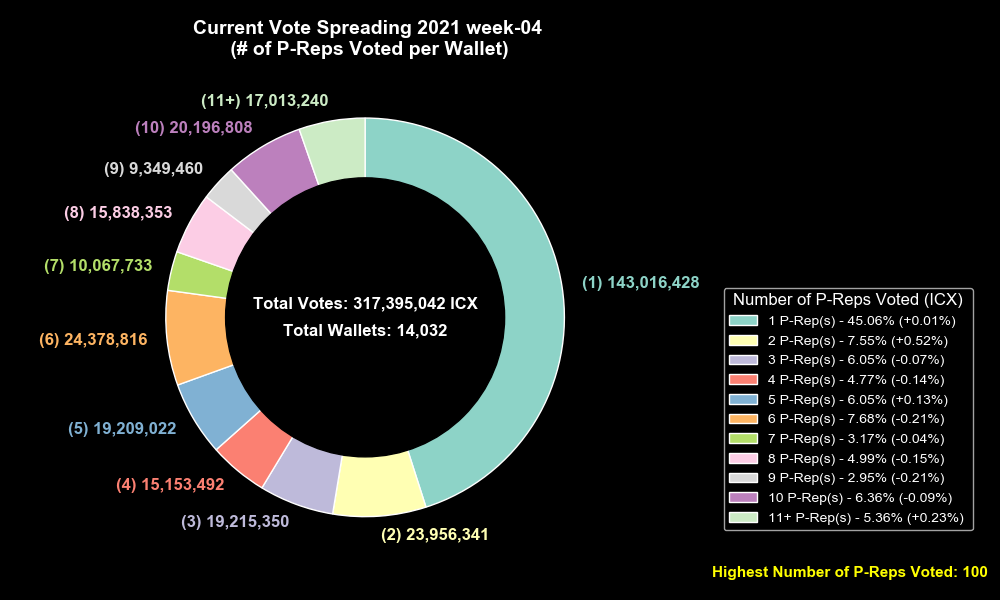 Current Vote Spreading 2021 week-04
(# of P-Reps Voted per Wallet)
(11+) 17,013,240
(10) 20,196,808
(9) 9,349,460
(8) 15,838,353
(7) 10,067,733
(6) 24,378,816
(5) 19,209,022
(4) 15,153,492
(3) 19,215,350
(2) 23,956,341
(1) 143,016,428
Total Votes: 317,395,042 ICX
Total Wallets: 14,032
Number of P-Reps Voted (ICX)
1 P-Rep(s) - 45.06% (+0.01%)
2 P-Rep(s) - 7.55% (+0.52%)
3 P-Rep(s) - 6.05% (-0.07%)
4 P-Rep(s) - 4.77% (-0.14%)
5 P-Rep(s) - 6.05% (+0.13%)
6 P-Rep(s) - 7.68% (-0.21%)
7 P-Rep(s) - 3.17% (-0.04%)
8 P-Rep(s) - 4.99% (-0.15%)
9 P-Rep(s) - 2.95% (-0.21%)
10 P-Rep(s) - 6.36% (-0.09%)
11+ P-Rep(s) - 5.36% (+0.23%)
Highest Number of P-Reps Voted: 100